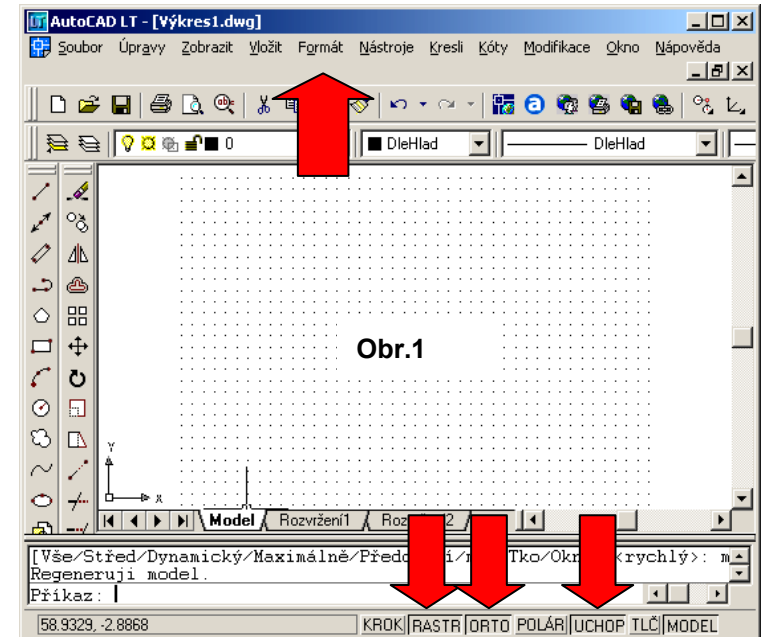 AutoCAD LT - [Výkres1.dwg]
Soubor Úpravy Zobrazit Vložit Formát Nástroje Kresli Kóty Modifikace Okno Nápověda
0 DleHlad DleHlad
Obr.1
Y
X
Model Rozvržení1
[Vše/Střed/Dynamický/Maximálně/
Regeneruji model.
Příkaz:
58.9329, -2.8868 KROK RASTR ORTO POLÁR UCHOP TLČ MODEL